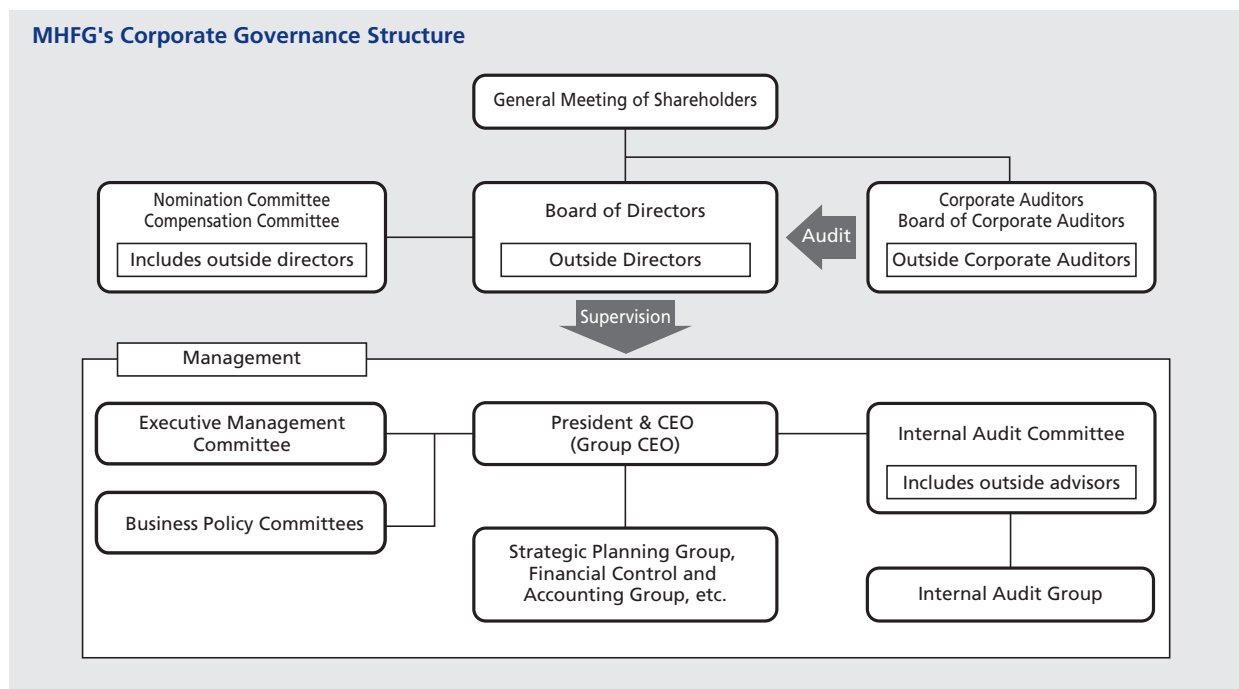 MHFG's Corporate Governance Structure
General Meeting of Shareholders
Nomination Committee
Compensation Committee
Includes outside directors
Board of Directors
Outside Directors
Audit
Corporate Auditors
Board of Corporate Auditors
Outside Corporate Auditors
Supervision
Management
Executive Management
Committee
President & CEO
(Group CEO)
Internal Audit Committee
Includes outside advisors
Business Policy Committees
Strategic Planning Group,
Financial Control and
Accounting Group, etc.
Internal Audit Group